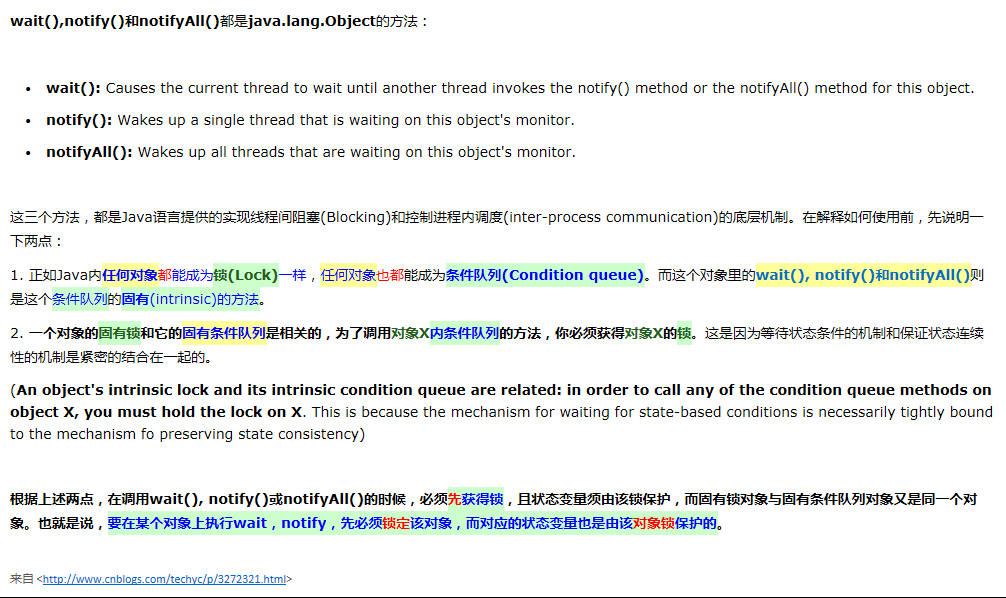 wait(),notify()和notifyAll()都是java.lang.Object的方法：
• wait(): Causes the current thread to wait until another thread invokes the notify() method or the notifyAll() method for this object.
• notify(): Wakes up a single thread that is waiting on this object's monitor.
• notifyAll(): Wakes up all threads that are waiting on this object's monitor.
这三个方法，都是Java语言提供的实现线程间阻塞(Blocking)和控制进程内调度(inter-process communication)的底层机制。在解释如何使用前，先说明一
下两点：
1. 正如Java内任何对象都能成为锁(Lock)一样，任何对象也都能成为条件队列(Condition queue)。而这个对象里的wait(), notify()和notifyAll()则
是这个条件队列的固有(intrinsic)的方法。
2. 一个对象的固有锁和它的固有条件队列是相关的，为了调用对象X内条件队列的方法，你必须获得对象X的锁。这是因为等待状态条件的机制和保证状态连续
性的机制是紧密的结合在一起的。
(An object's intrinsic lock and its intrinsic condition queue are related: in order to call any of the condition queue methods on
object X, you must hold the lock on X. This is because the mechanism for waiting for state-based conditions is necessarily tightly bound
to the mechanism fo preserving state consistency)
根据上述两点，在调用wait(), notify()或notifyAll()的时候，必须先获得锁，且状态变量须由该锁保护，而固有锁对象与固有条件队列对象又是同一个对
象。也就是说，要在某个对象上执行wait，notify，先必须锁定该对象，而对应的状态变量也是由该对象锁保护的。
来自 <http://www.cnblogs.com/techyc/p/3272321.html>